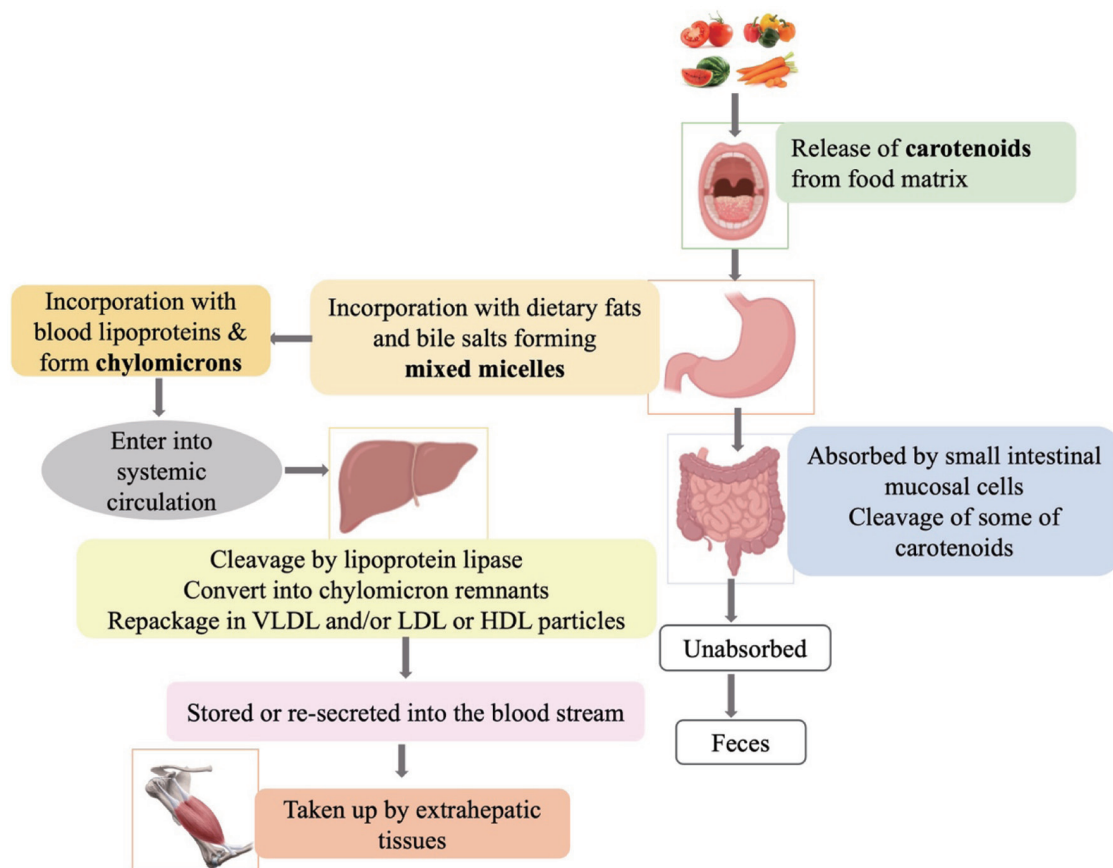 Release of carotenoids
from food matrix
Incorporation with dietary fats
and bile salts forming
mixed micelles
Incorporation with
blood lipoproteins &
form chylomicrons
Enter into
systemic
circulation
Absorbed by small intestinal
mucosal cells
Cleavage of some of
carotenoids
Cleavage by lipoprotein lipase
Convert into chylomicron remnants
Repackage in VLDL and/or LDL or HDL particles
Unabsorbed
Stored or re-secreted into the blood stream
Feces
Taken up by extrahepatic
tissues